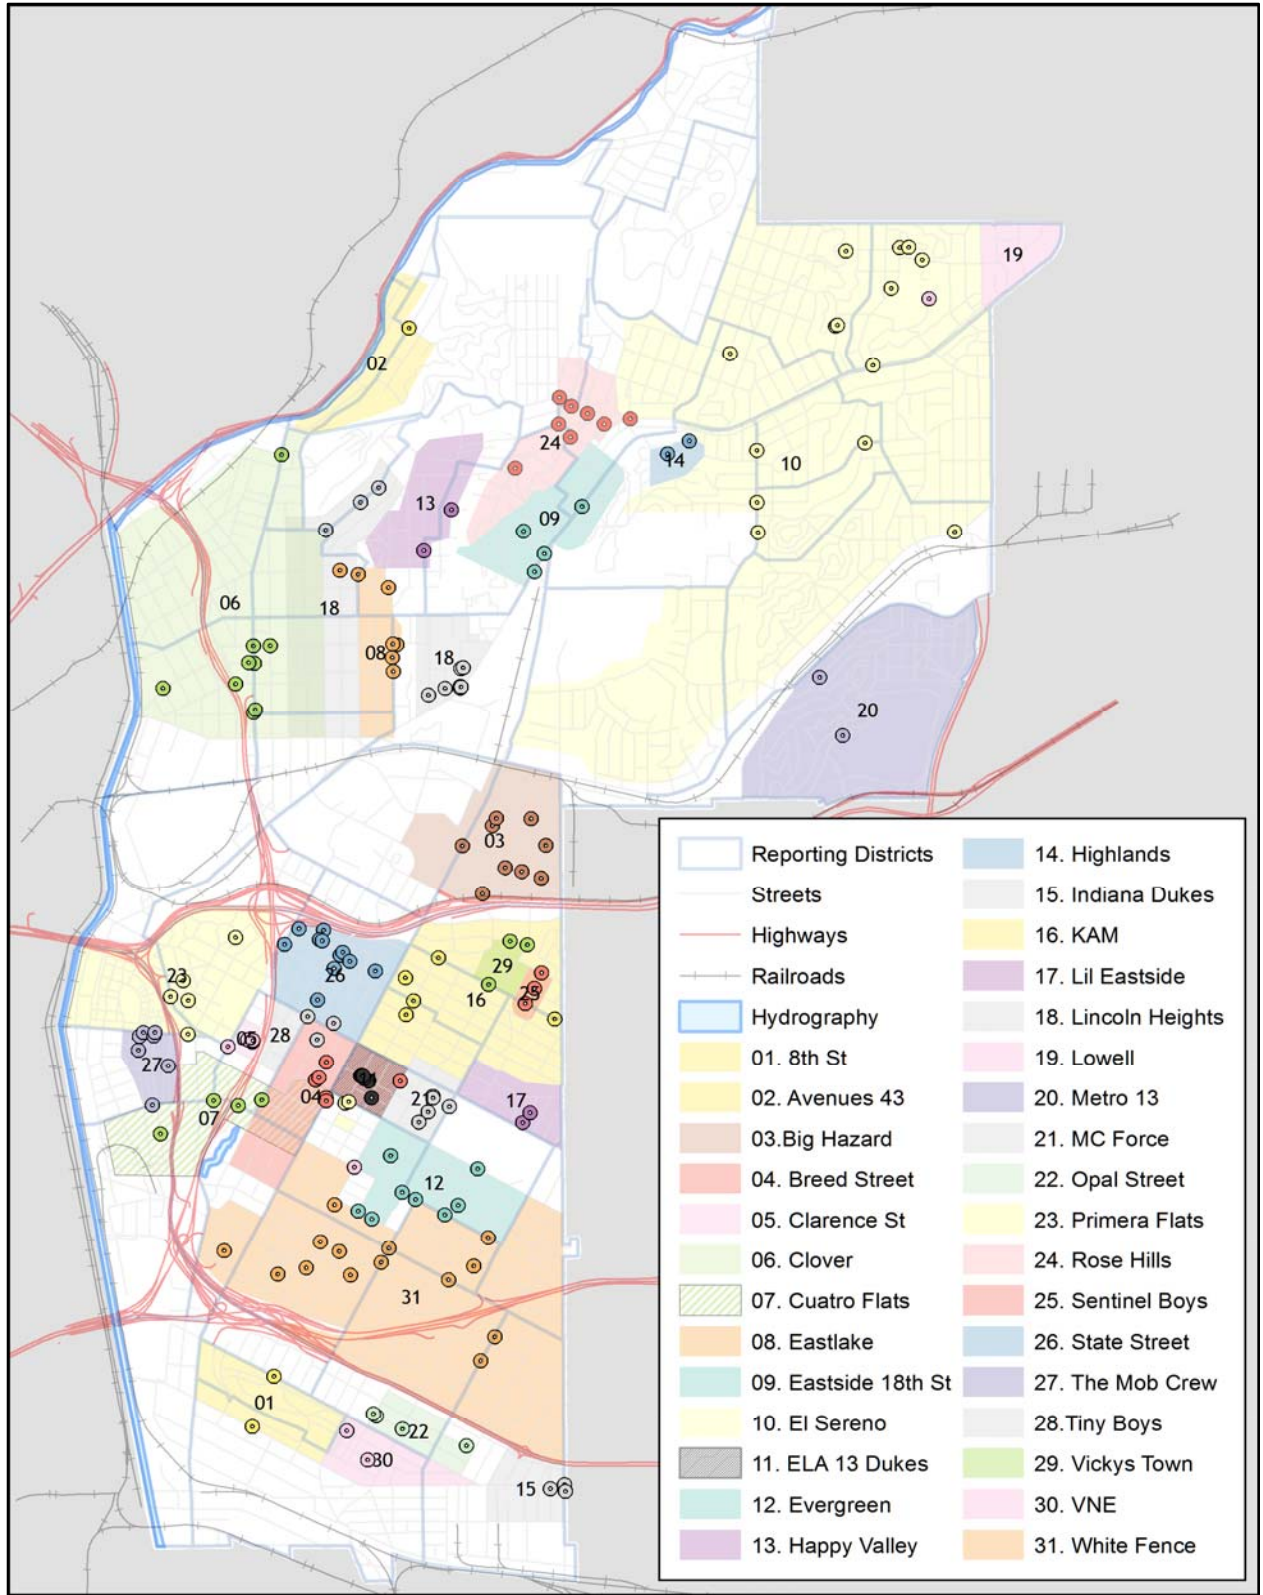 19
02
24
14
10
13
09
06
18
08
18
20
03
26
29
16
25
23
05
28
27
11
04
21
17
07
12
31
01
22
30
15
Reporting Districts
Streets
Highways
Railroads
Hydrography
01. 8th St
02. Avenues 43
03.Big Hazard
04. Breed Street
05. Clarence St
06. Clover
07. Cuatro Flats
08. Eastlake
09. Eastside 18th St
10. El Sereno
11. ELA 13 Dukes
12. Evergreen
13. Happy Valley
14. Highlands
15. Indiana Dukes
16. KAM
17. Lil Eastside
18. Lincoln Heights
19. Lowell
20. Metro 13
21. MC Force
22. Opal Street
23. Primera Flats
24. Rose Hills
25. Sentinel Boys
26. State Street
27. The Mob Crew
28.Tiny Boys
29. Vickys Town
30. VNE
31. White Fence